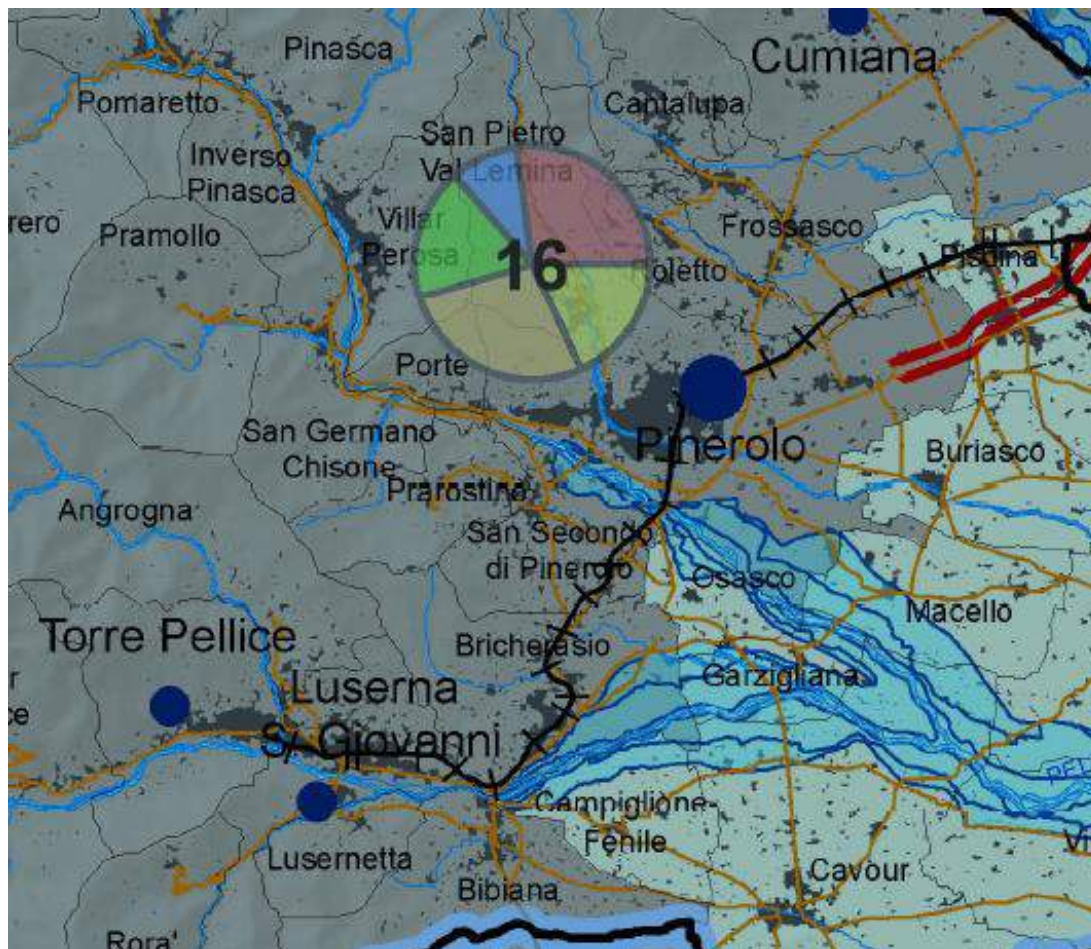 Pinasca
Cumiana
Pomaretto
Cantalupa
San Pietro
Val Lemina
Inverso
Pinasca
rero
Pramollo
Villar
Perosa
Frossasco
16
Roletto
Piscina
Porte
San Germano
Chisone
Pinerolo
Buriasco
Prarostino
Angrogna
San Secondo
di Pinerolo
Osasco
Macello
Torre Pellice
Bricherasio
Garzigliana
Luserna
S. Giovanni
ce
Campiglione-
Fenile
Lusernetta
Cavour
Bibiana
Rora'